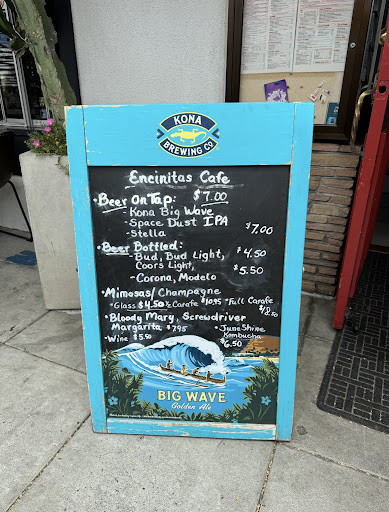 KONA
BREWING CO
Encinitas Cafe
• Beer On Tap: $7.00
- Kona Big Wave
- Space Dust IPA $7.00
- Stella
• Beer Bottled:
- Bud, Bud Light, $4.50
Coors Light, $5.50
- Corona, Modelo
• Mimosas/Champagne
• Glass $4.50 ½ Carafe $10.95 • Full Carafe $18.50
• Bloody Mary, Screwdriver
Margarita $7.95 • JuneShine
• Wine $5.50 Kombucha
$6.50
BIG WAVE
Golden Ale